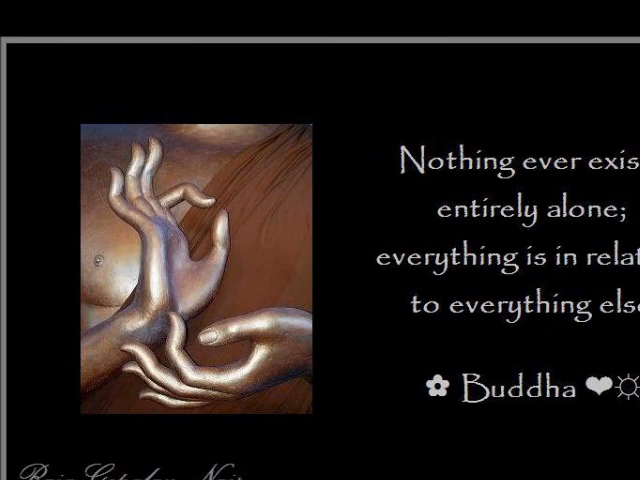 Nothing ever exis
entirely alone;
everything is in relat
to everything els
✿ Buddha ❤☼